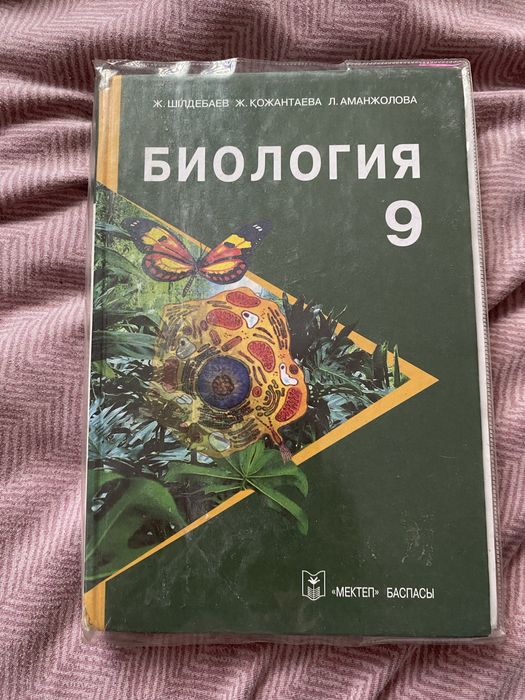 Ж. ШІЛДЕБАЕВ Ж. ҚОЖАНТАЕВА Л. АМАНЖОЛОВА
БИОЛОГИЯ
9
«МЕКТЕП» БАСПАСЫ